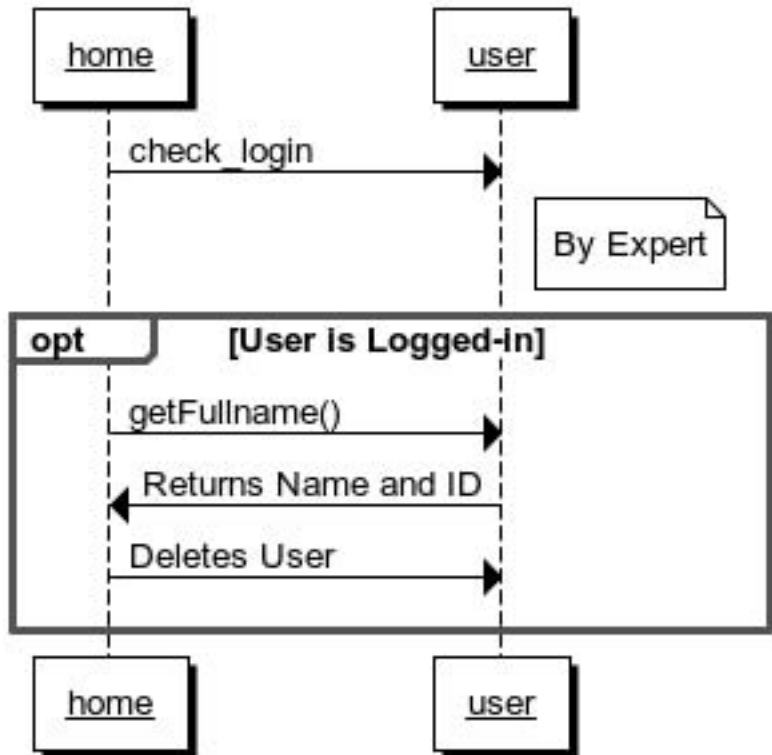 home
user
check_login
By Expert
opt
[User is Logged-in]
getFullname()
Returns Name and ID
Deletes User
home
user